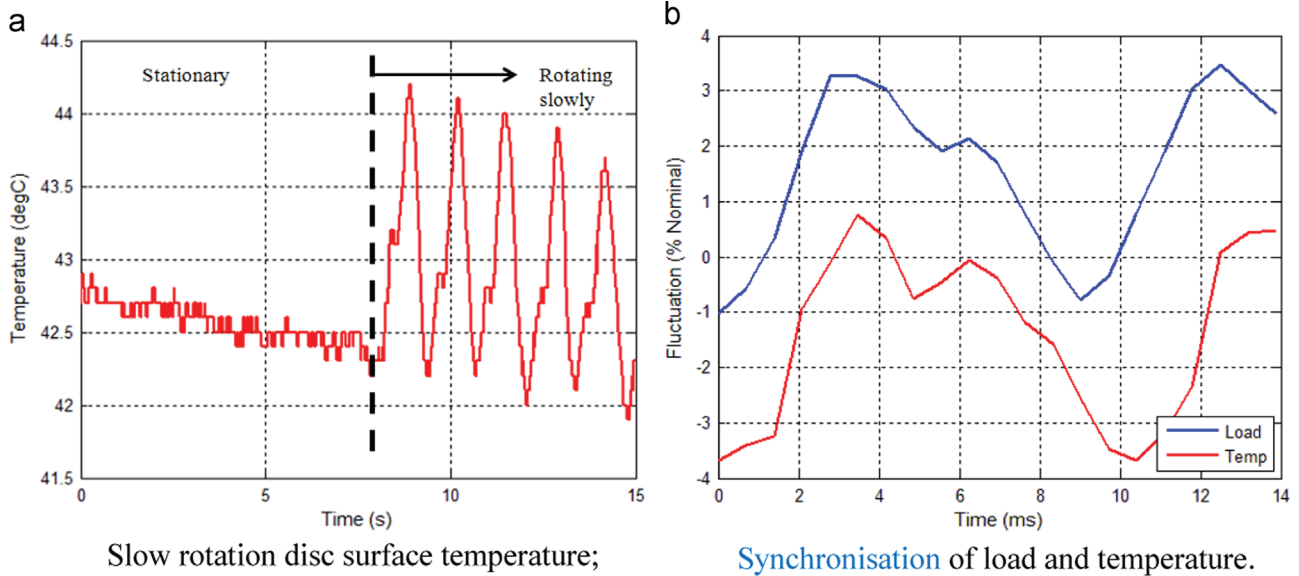 a
44.5
44
43.5
43
42.5
42
41.5
Temperature (degC)
Stationary
Rotating
slowly
0
5
10
15
Time (s)
Slow rotation disc surface temperature;
b
4
3
2
1
0
-1
-2
-3
-4
Fluctuation (% Nominal)
Load
Temp
0
2
4
6
8
10
12
14
Time (ms)
Synchronisation of load and temperature.